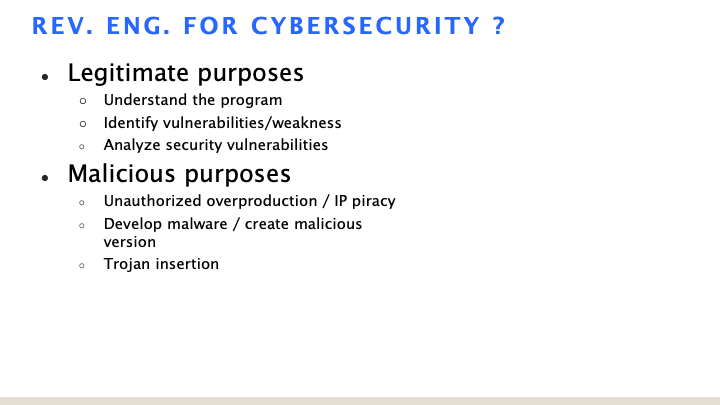 REV. ENG. FOR CYBERSECURITY ?
• Legitimate purposes
○ Understand the program
○ Identify vulnerabilities/weakness
○ Analyze security vulnerabilities
• Malicious purposes
○ Unauthorized overproduction / IP piracy
○ Develop malware / create malicious
version
○ Trojan insertion